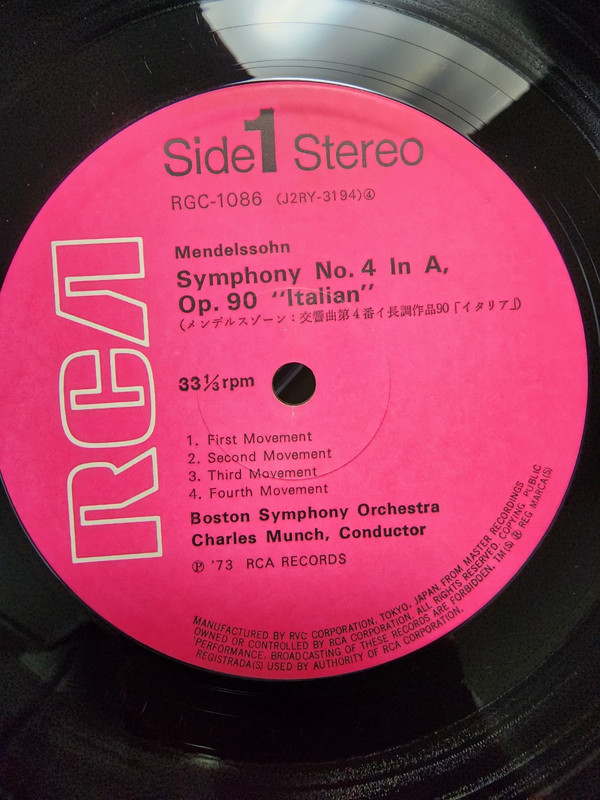 Side 1 Stereo
RGC-1086 (J2RY-3194)④
Mendelssohn
Symphony No. 4 In A,
Op. 90 "Italian"
(メンデルスゾーン：交響曲第4番イ長調作品90「イタリア」)
33 1/3 rpm
1. First Movement
2. Second Movement
3. Third Movement
4. Fourth Movement
Boston Symphony Orchestra
Charles Munch, Conductor
Ⓟ '73 RCA RECORDS
RCA
MANUFACTURED BY RVC CORPORATION, TOKYO, JAPAN, FROM MASTER RECORDINGS
OWNED OR CONTROLLED BY RCA CORPORATION. ALL RIGHTS RESERVED. COPYING, PUBLIC
PERFORMANCE, BROADCASTING OF THESE RECORDS ARE FORBIDDEN. TM(S) ® REG MARCA(S)
REGISTRADA(S) USED BY AUTHORITY OF RCA CORPORATION.